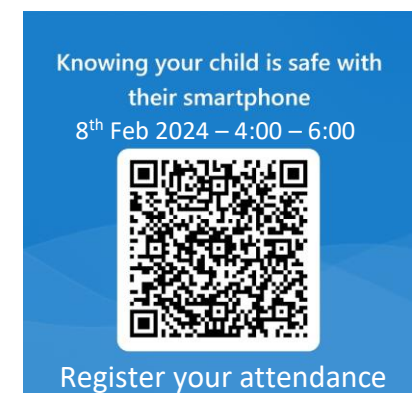 Knowing your child is safe with
their smartphone
8th Feb 2024 – 4:00 – 6:00
Register your attendance